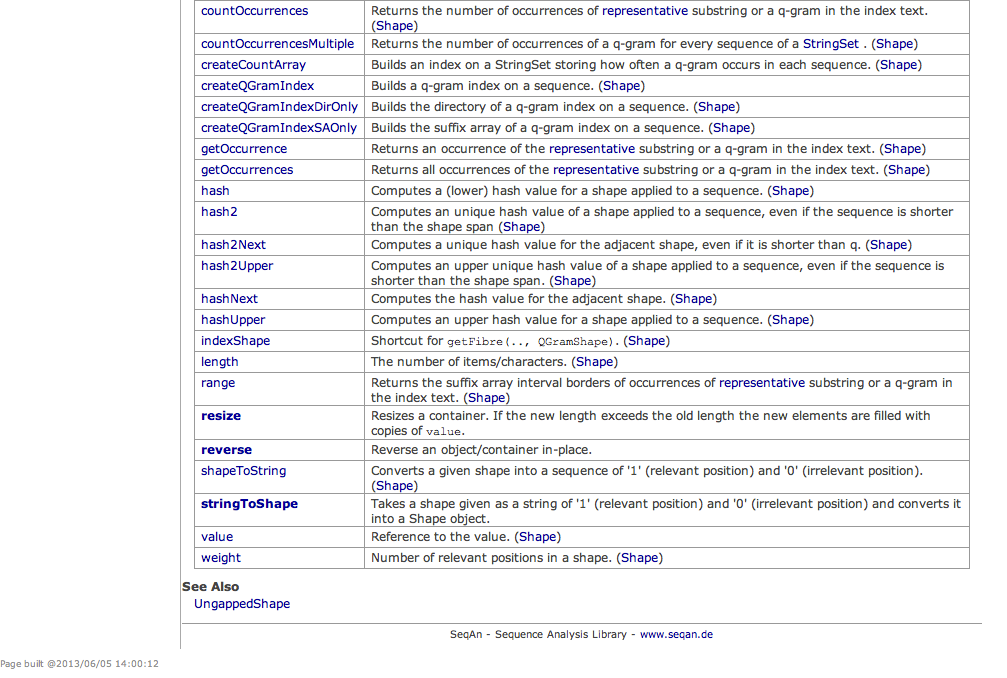 countOccurrences Returns the number of occurrences of representative substring or a q-gram in the index text.
(Shape)
countOccurrencesMultiple Returns the number of occurrences of a q-gram for every sequence of a StringSet . (Shape)
createCountArray Builds an index on a StringSet storing how often a q-gram occurs in each sequence. (Shape)
createQGramIndex Builds a q-gram index on a sequence. (Shape)
createQGramIndexDirOnly Builds the directory of a q-gram index on a sequence. (Shape)
createQGramIndexSAOnly Builds the suffix array of a q-gram index on a sequence. (Shape)
getOccurrence Returns an occurrence of the representative substring or a q-gram in the index text. (Shape)
getOccurrences Returns all occurrences of the representative substring or a q-gram in the index text. (Shape)
hash Computes a (lower) hash value for a shape applied to a sequence. (Shape)
hash2 Computes an unique hash value of a shape applied to a sequence, even if the sequence is shorter
than the shape span (Shape)
hash2Next Computes a unique hash value for the adjacent shape, even if it is shorter than q. (Shape)
hash2Upper Computes an upper unique hash value of a shape applied to a sequence, even if the sequence is
shorter than the shape span. (Shape)
hashNext Computes the hash value for the adjacent shape. (Shape)
hashUpper Computes an upper hash value for a shape applied to a sequence. (Shape)
indexShape Shortcut for getFibre(.., QGramShape). (Shape)
length The number of items/characters. (Shape)
range Returns the suffix array interval borders of occurrences of representative substring or a q-gram in
the index text. (Shape)
resize Resizes a container. If the new length exceeds the old length the new elements are filled with
copies of value.
reverse Reverse an object/container in-place.
shapeToString Converts a given shape into a sequence of '1' (relevant position) and '0' (irrelevant position).
(Shape)
stringToShape Takes a shape given as a string of '1' (relevant position) and '0' (irrelevant position) and converts it
into a Shape object.
value Reference to the value. (Shape)
weight Number of relevant positions in a shape. (Shape)
See Also
UngappedShape
SeqAn - Sequence Analysis Library - www.seqan.de
Page built @2013/06/05 14:00:12